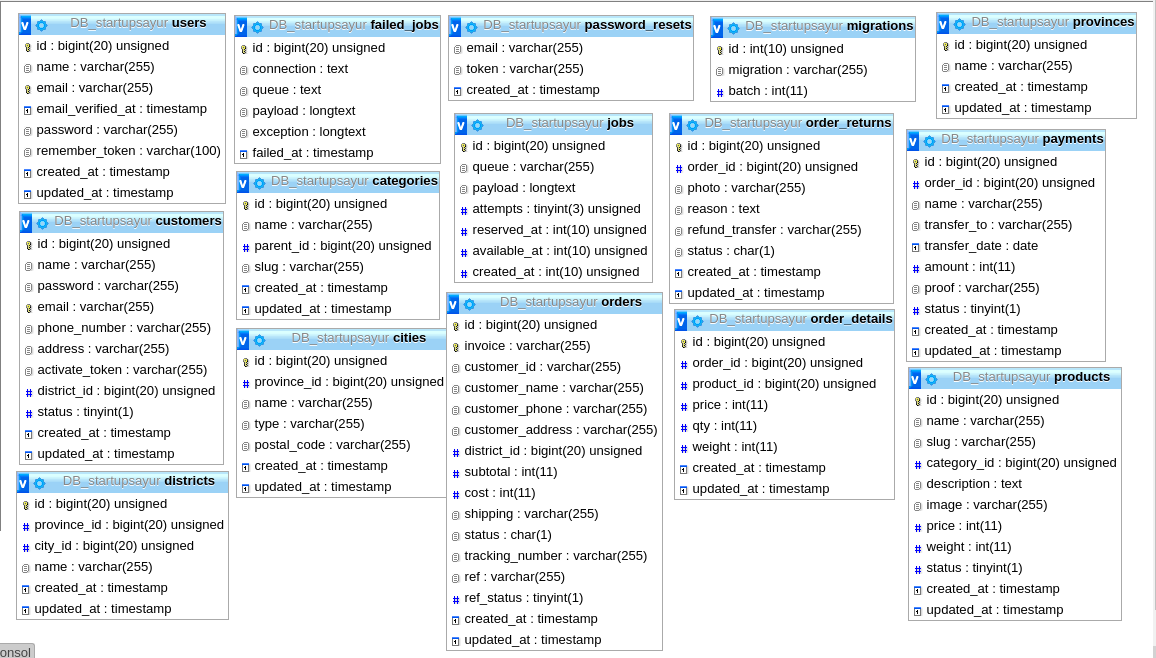 DB_startupsayur users
id : bigint(20) unsigned
name : varchar(255)
email : varchar(255)
email_verified_at : timestamp
password : varchar(255)
remember_token : varchar(100)
created_at : timestamp
updated_at : timestamp
DB_startupsayur failed_jobs
id : bigint(20) unsigned
connection : text
queue : text
payload : longtext
exception : longtext
failed_at : timestamp
DB_startupsayur password_resets
email : varchar(255)
token : varchar(255)
created_at : timestamp
DB_startupsayur migrations
id : int(10) unsigned
migration : varchar(255)
batch : int(11)
DB_startupsayur provinces
id : bigint(20) unsigned
name : varchar(255)
created_at : timestamp
updated_at : timestamp
DB_startupsayur jobs
id : bigint(20) unsigned
queue : varchar(255)
payload : longtext
attempts : tinyint(3) unsigned
reserved_at : int(10) unsigned
available_at : int(10) unsigned
created_at : int(10) unsigned
DB_startupsayur order_returns
id : bigint(20) unsigned
order_id : bigint(20) unsigned
photo : varchar(255)
reason : text
refund_transfer : varchar(255)
status : char(1)
created_at : timestamp
updated_at : timestamp
DB_startupsayur payments
id : bigint(20) unsigned
order_id : bigint(20) unsigned
name : varchar(255)
transfer_to : varchar(255)
transfer_date : date
amount : int(11)
proof : varchar(255)
status : tinyint(1)
created_at : timestamp
updated_at : timestamp
DB_startupsayur categories
id : bigint(20) unsigned
name : varchar(255)
parent_id : bigint(20) unsigned
slug : varchar(255)
created_at : timestamp
updated_at : timestamp
DB_startupsayur customers
id : bigint(20) unsigned
name : varchar(255)
password : varchar(255)
email : varchar(255)
phone_number : varchar(255)
address : varchar(255)
activate_token : varchar(255)
district_id : bigint(20) unsigned
status : tinyint(1)
created_at : timestamp
updated_at : timestamp
DB_startupsayur cities
id : bigint(20) unsigned
province_id : bigint(20) unsigned
name : varchar(255)
type : varchar(255)
postal_code : varchar(255)
created_at : timestamp
updated_at : timestamp
DB_startupsayur orders
id : bigint(20) unsigned
invoice : varchar(255)
customer_id : varchar(255)
customer_name : varchar(255)
customer_phone : varchar(255)
customer_address : varchar(255)
district_id : bigint(20) unsigned
subtotal : int(11)
cost : int(11)
shipping : varchar(255)
status : char(1)
tracking_number : varchar(255)
ref : varchar(255)
ref_status : tinyint(1)
created_at : timestamp
updated_at : timestamp
DB_startupsayur order_details
id : bigint(20) unsigned
order_id : bigint(20) unsigned
product_id : bigint(20) unsigned
price : int(11)
qty : int(11)
weight : int(11)
created_at : timestamp
updated_at : timestamp
DB_startupsayur products
id : bigint(20) unsigned
name : varchar(255)
slug : varchar(255)
category_id : bigint(20) unsigned
description : text
image : varchar(255)
price : int(11)
weight : int(11)
status : tinyint(1)
created_at : timestamp
updated_at : timestamp
DB_startupsayur districts
id : bigint(20) unsigned
province_id : bigint(20) unsigned
city_id : bigint(20) unsigned
name : varchar(255)
created_at : timestamp
updated_at : timestamp
onsol